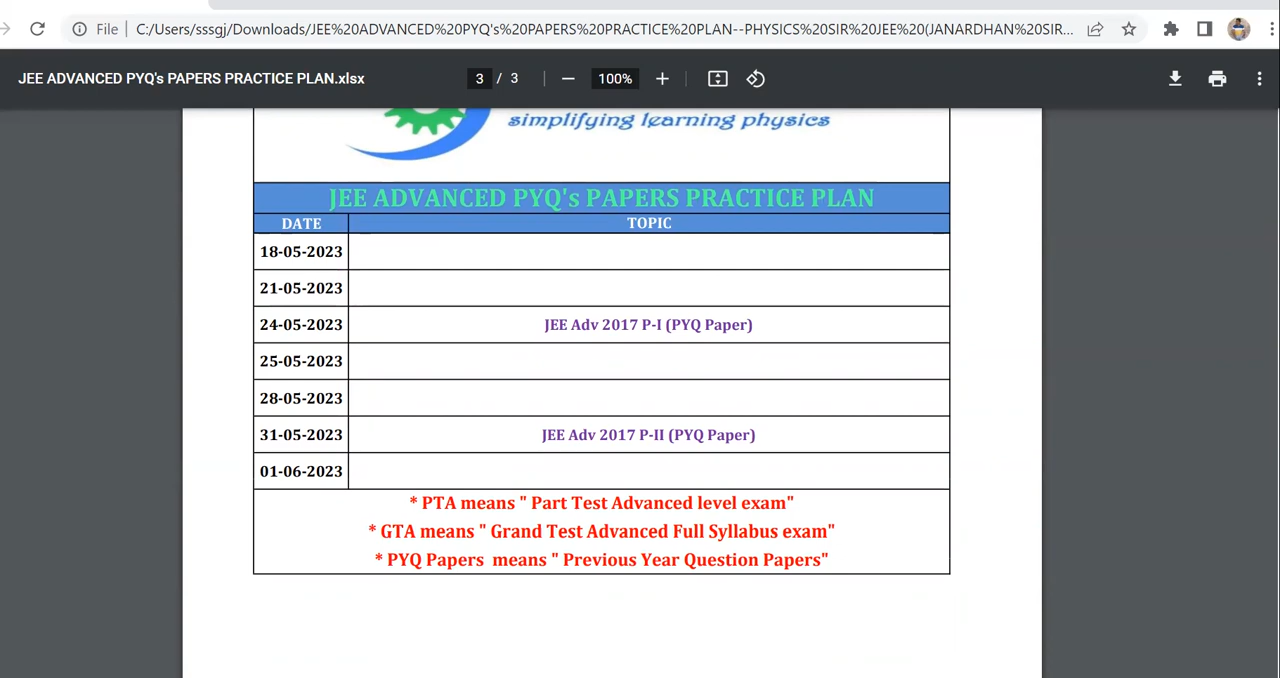 File
C:/Users/sssgj/Downloads/JEE%20ADVANCED%20PYQ's%20PAPERS%20PRACTICE%20PLAN--PHYSICS%20SIR%20JEE%20(JANARDHAN%20SIR...
JEE ADVANCED PYQ's PAPERS PRACTICE PLAN.xlsx
3 / 3
100%
simplifying learning physics
JEE ADVANCED PYQ's PAPERS PRACTICE PLAN
DATE TOPIC
18-05-2023
21-05-2023
24-05-2023 JEE Adv 2017 P-I (PYQ Paper)
25-05-2023
28-05-2023
31-05-2023 JEE Adv 2017 P-II (PYQ Paper)
01-06-2023
* PTA means " Part Test Advanced level exam"
* GTA means " Grand Test Advanced Full Syllabus exam"
* PYQ Papers  means " Previous Year Question Papers"